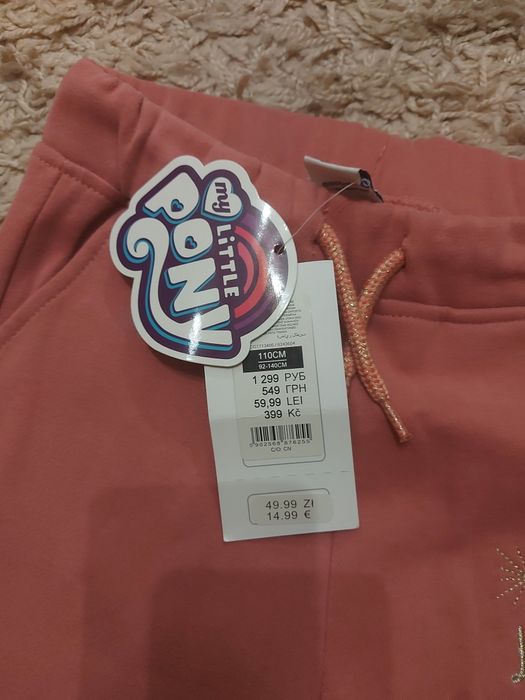 my
LiTTLE
PONY
110CM
92-140CM
1 299 РУБ
549 ГРН
59,99 LEI
399 Kč
5902568876255
C/O: CN
49.99 Zł
14.99 €